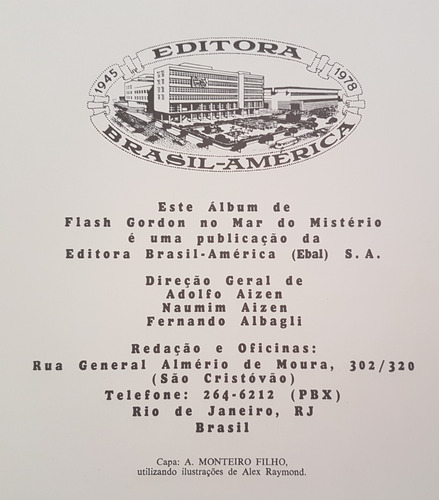 EDITORA
1945
1978
BRASIL-AMÉRICA
Este Álbum de
Flash Gordon no Mar do Mistério
é uma publicação da
Editora Brasil-América (Ebal) S.A.
Direção Geral de
Adolfo Aizen
Naumim Aizen
Fernando Albagli
Redação e Oficinas:
Rua General Almério de Moura, 302/320
(São Cristóvão)
Telefone: 264-6212 (PBX)
Rio de Janeiro, RJ
Brasil
Capa: A. MONTEIRO FILHO,
utilizando ilustrações de Alex Raymond.